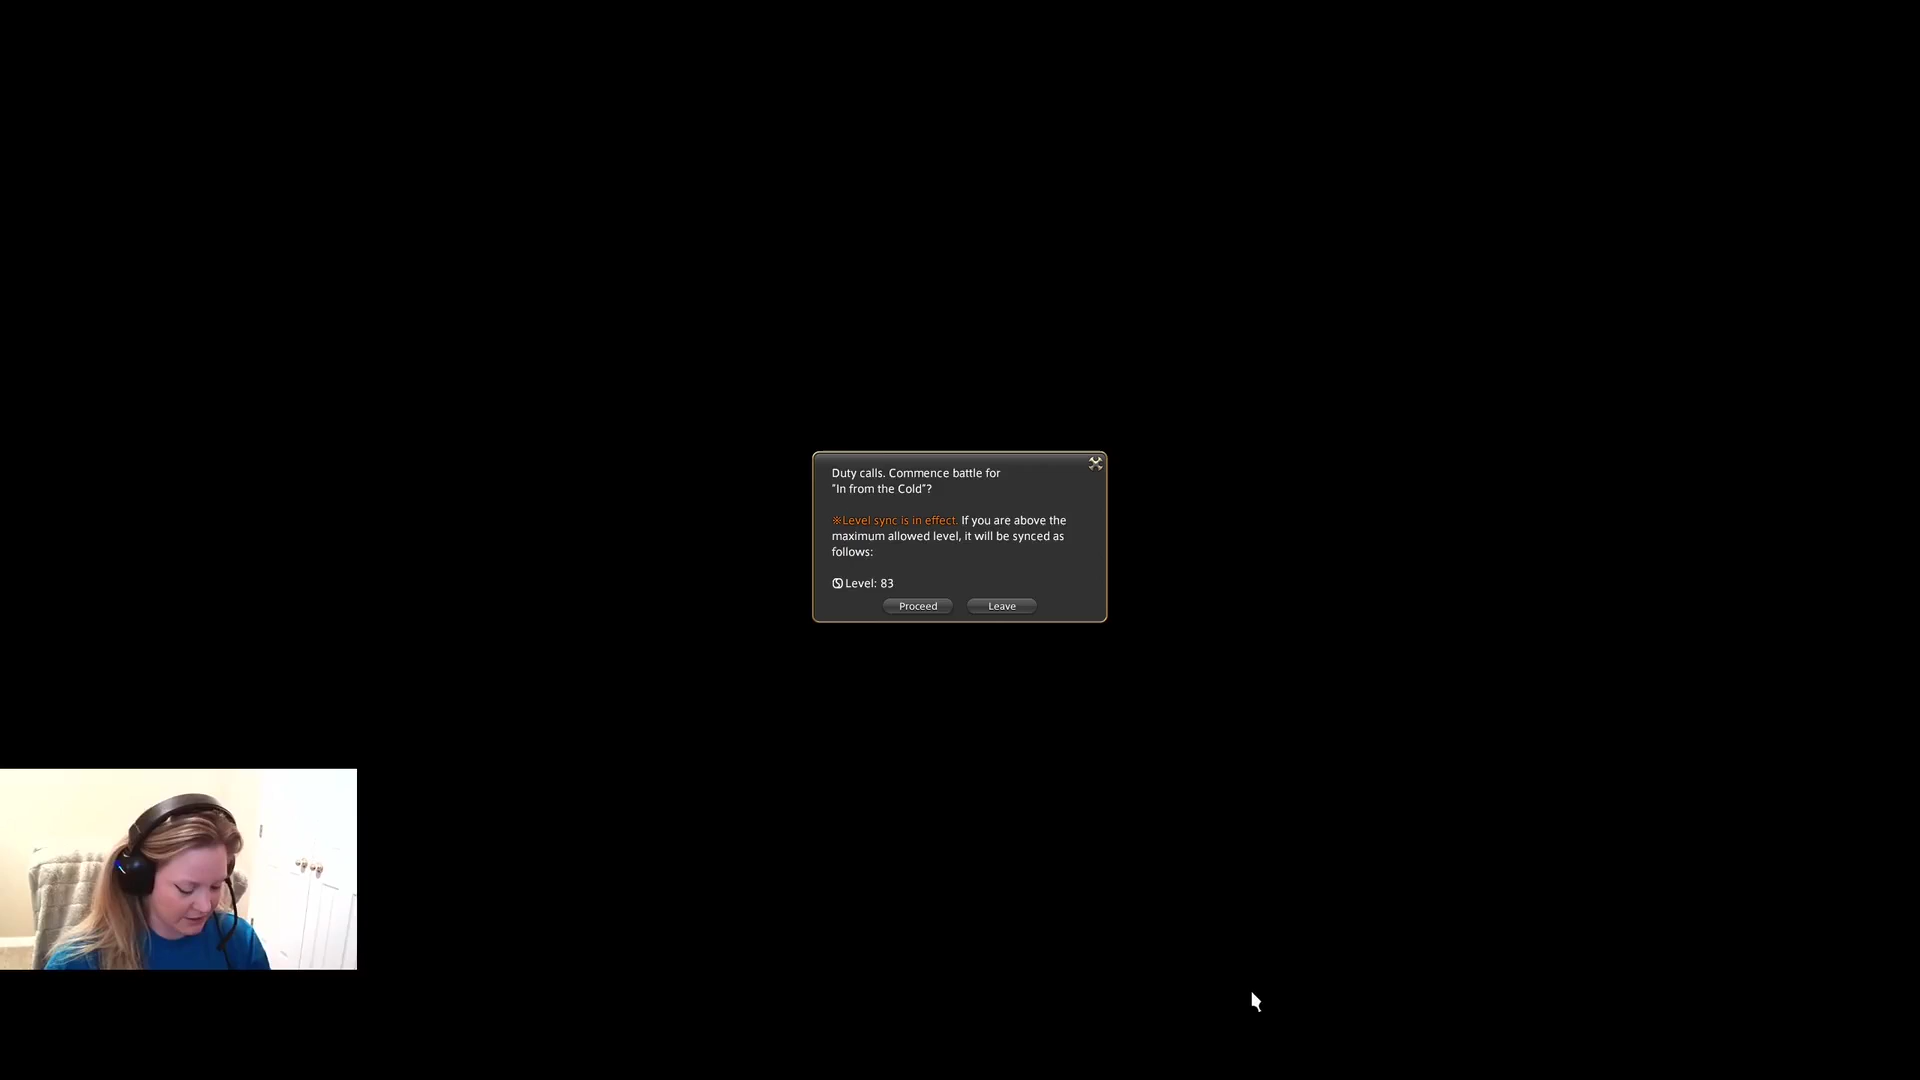 Duty calls. Commence battle for
"In from the Cold"?
※Level sync is in effect. If you are above the
maximum allowed level, it will be synced as
follows:
Level: 83
Proceed Leave